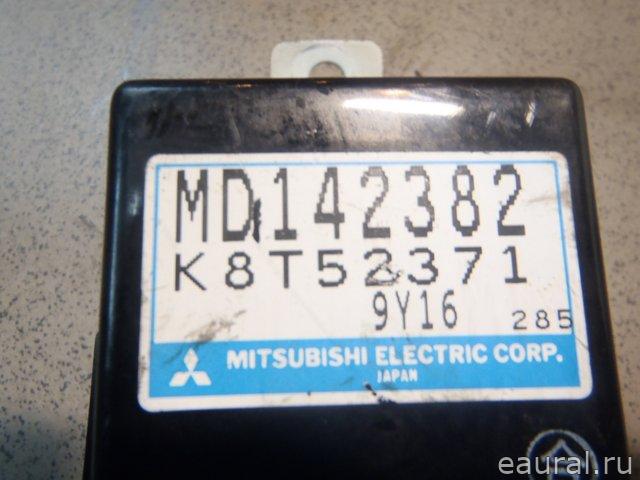 MD142382
K8T52371
9Y16 285
MITSUBISHI ELECTRIC CORP.
JAPAN
eaural.ru